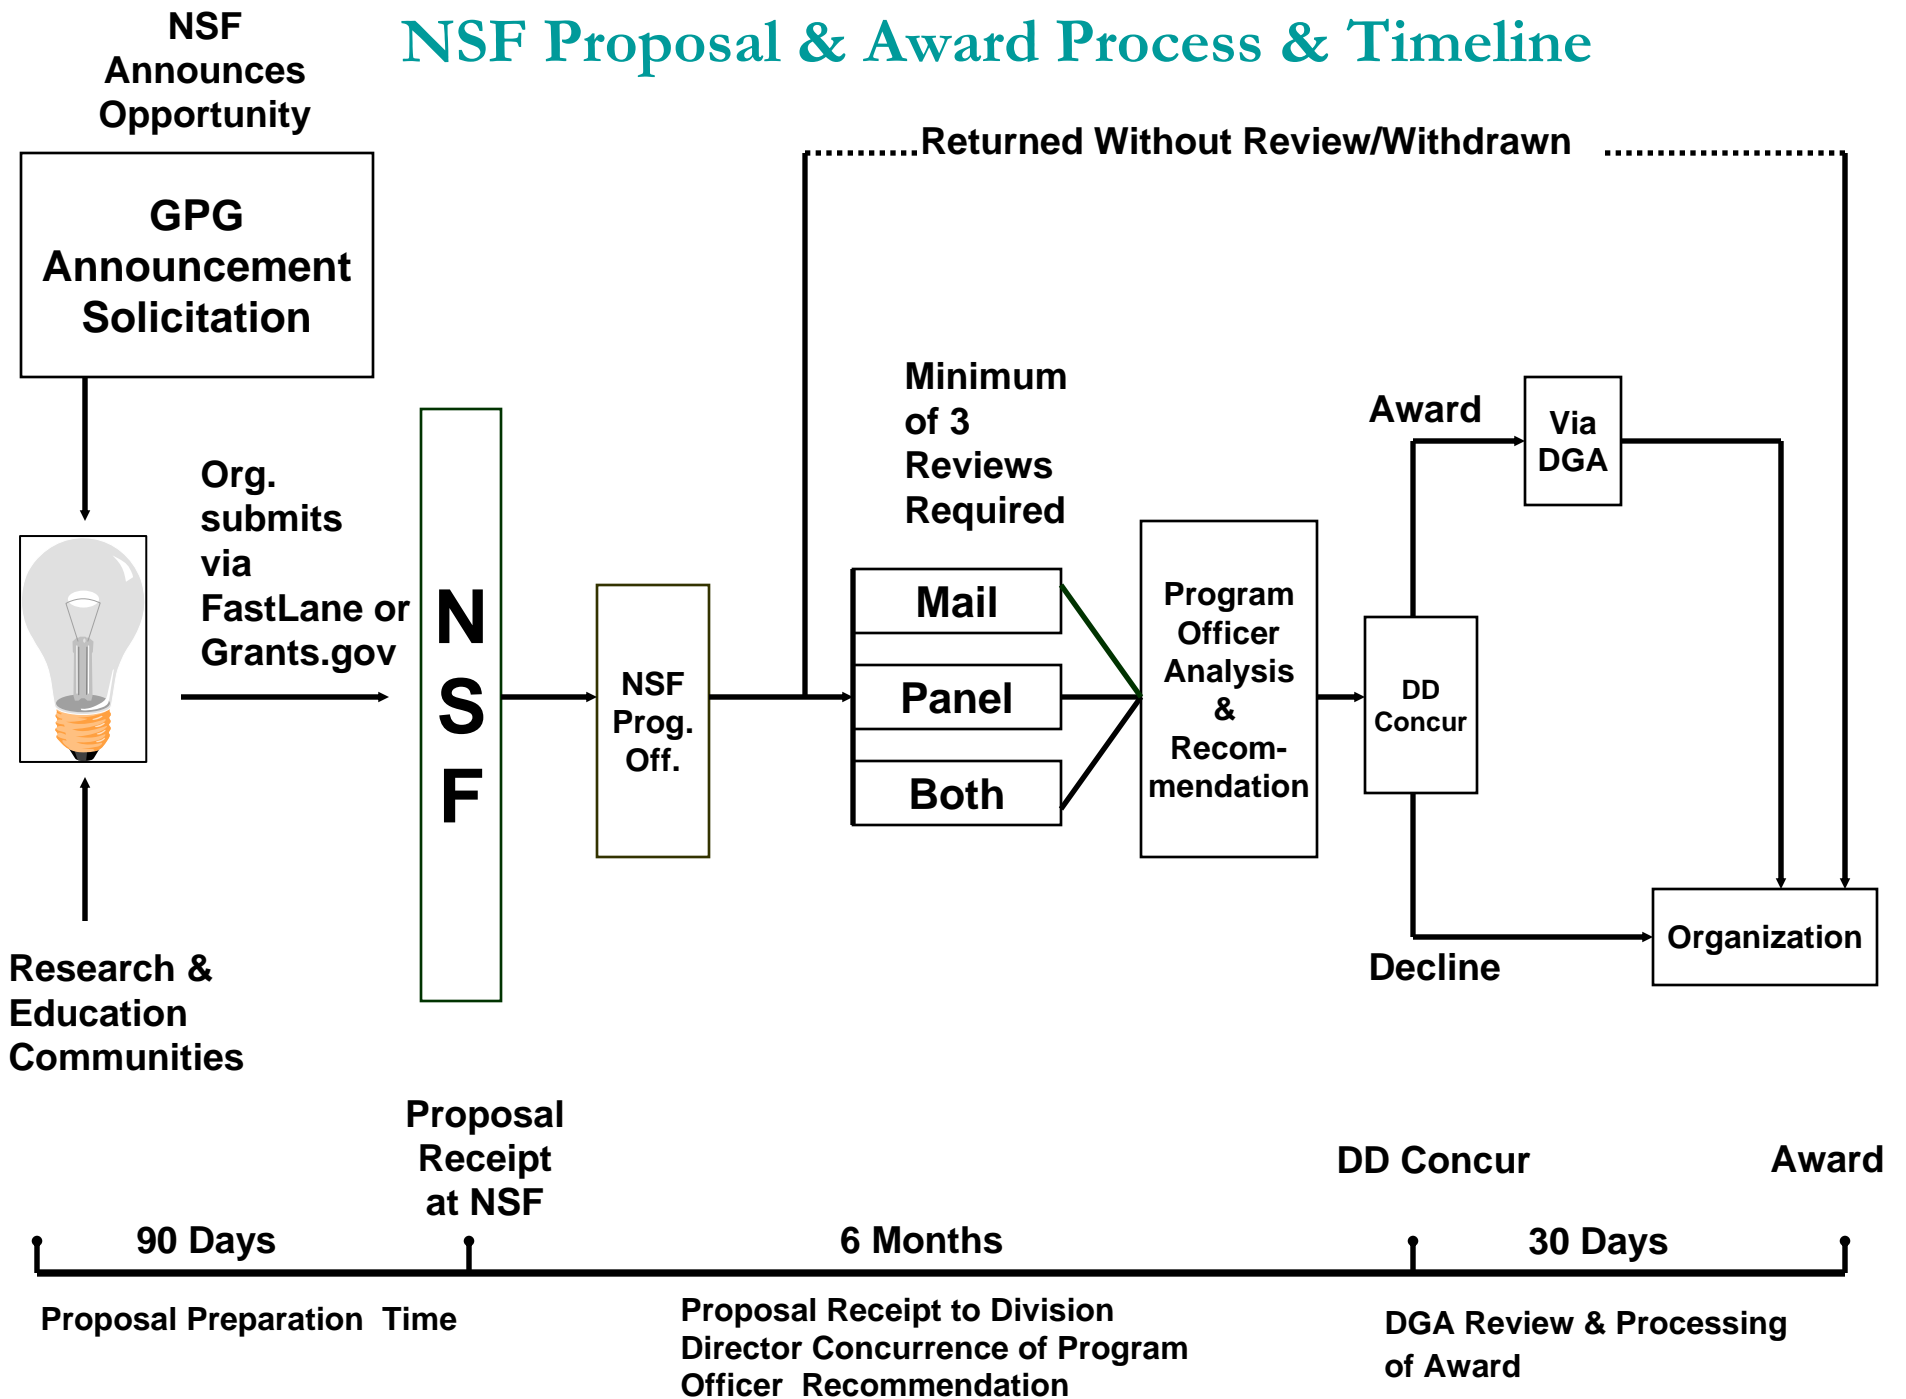 NSF
Announces
Opportunity
NSF Proposal & Award Process & Timeline
Returned Without Review/Withdrawn
GPG
Announcement
Solicitation
Org.
submits
via
FastLane or
Grants.gov
N
S
F
NSF
Prog.
Off.
Minimum
of 3
Reviews
Required
Mail
Panel
Both
Program
Officer
Analysis
&
Recom-
mendation
DD
Concur
Award
Via
DGA
Decline
Organization
Research &
Education
Communities
Proposal
Receipt
at NSF
DD Concur
Award
90 Days
6 Months
30 Days
Proposal Preparation Time
Proposal Receipt to Division
Director Concurrence of Program
Officer Recommendation
DGA Review & Processing
of Award